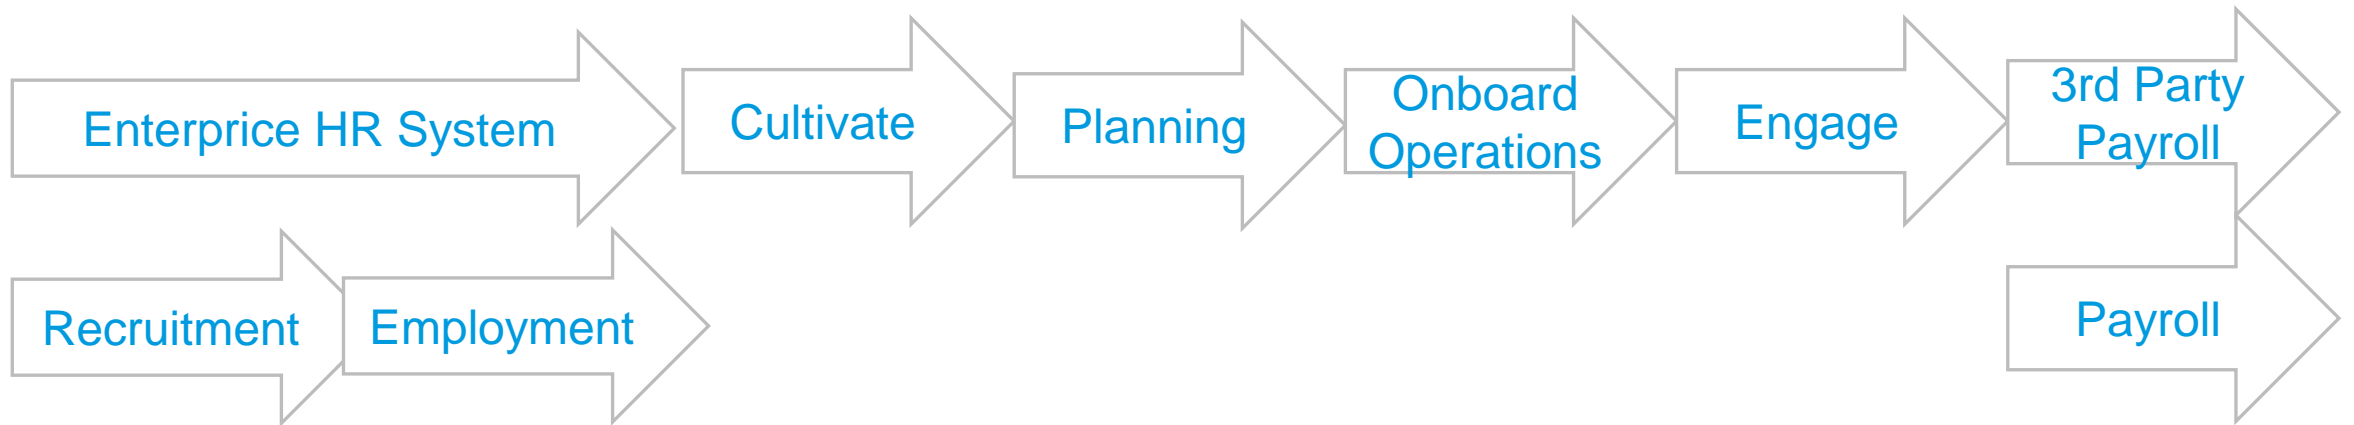 Enterprice HR System
Cultivate
Planning
Onboard
Operations
Engage
3rd Party
Payroll
Recruitment
Employment
Payroll